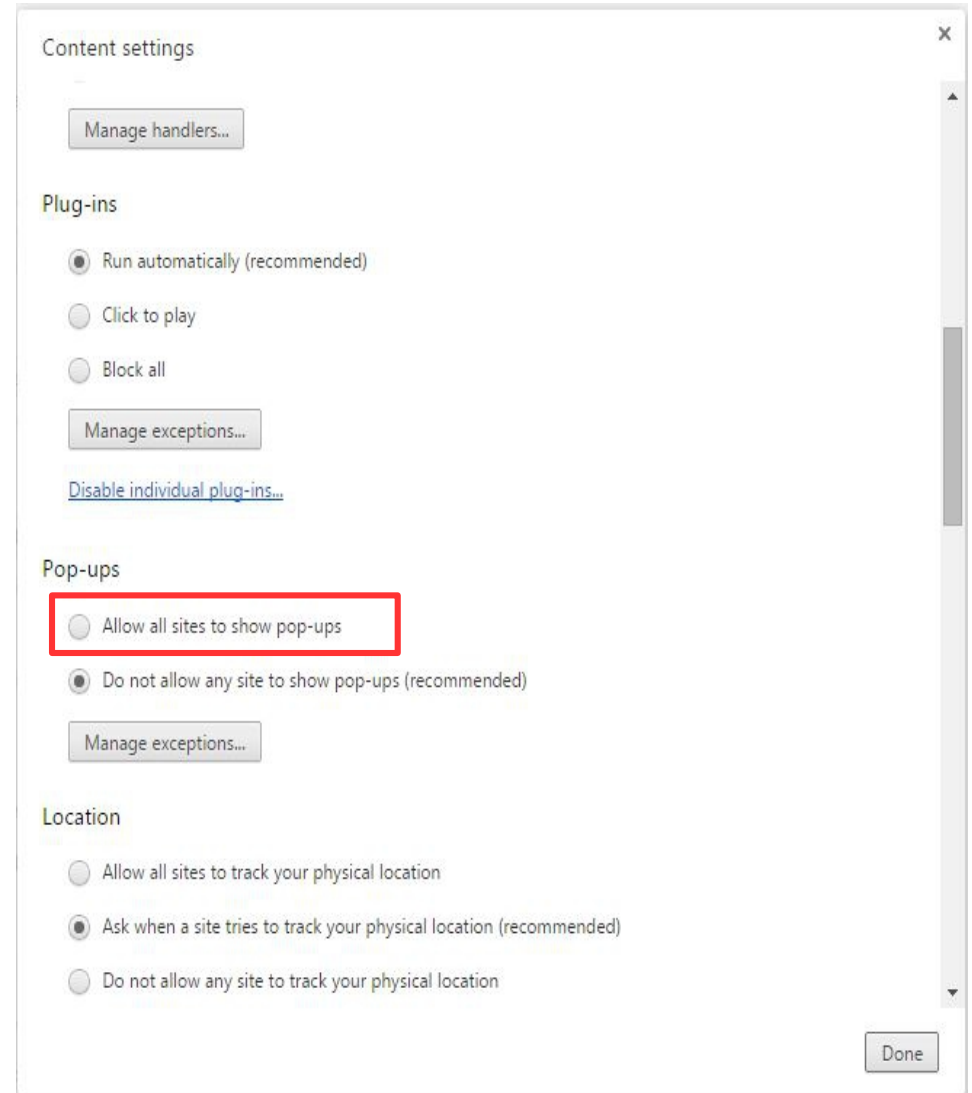 Content settings
Manage handlers...
Plug-ins
Run automatically (recommended)
Click to play
Block all
Manage exceptions...
Disable individual plug-ins...
Pop-ups
Allow all sites to show pop-ups
Do not allow any site to show pop-ups (recommended)
Manage exceptions...
Location
Allow all sites to track your physical location
Ask when a site tries to track your physical location (recommended)
Do not allow any site to track your physical location
Done